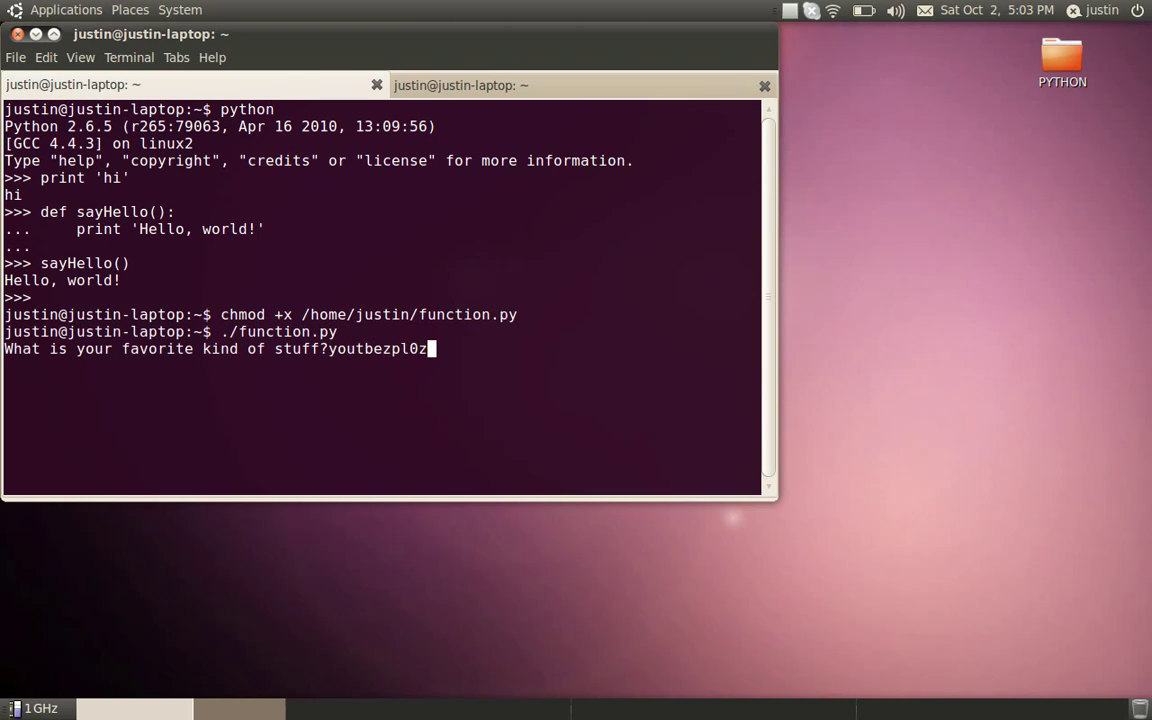 Applications Places System
Sat Oct 2, 5:03 PM justin
justin@justin-laptop: ~
File Edit View Terminal Tabs Help
justin@justin-laptop: ~
justin@justin-laptop: ~
PYTHON
justin@justin-laptop:~$ python
Python 2.6.5 (r265:79063, Apr 16 2010, 13:09:56)
[GCC 4.4.3] on linux2
Type "help", "copyright", "credits" or "license" for more information.
>>> print 'hi'
hi
>>> def sayHello():
...     print 'Hello, world!'
...
>>> sayHello()
Hello, world!
>>>
justin@justin-laptop:~$ chmod +x /home/justin/function.py
justin@justin-laptop:~$ ./function.py
What is your favorite kind of stuff?youtbezpl0z
1 GHz